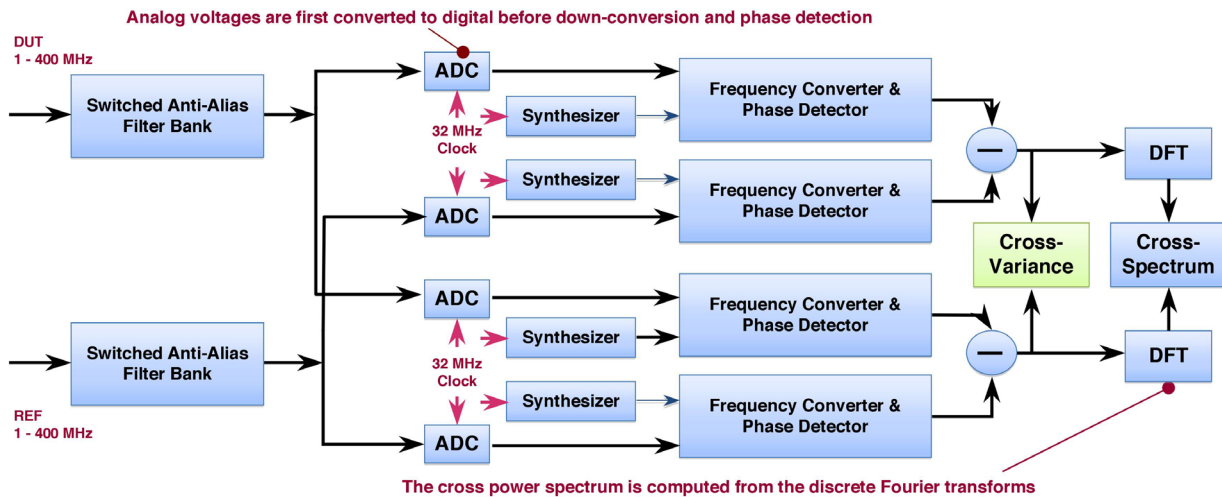 Analog voltages are first converted to digital before down-conversion and phase detection
DUT
1 - 400 MHz
Switched Anti-Alias
Filter Bank
ADC
Synthesizer
Frequency Converter &
Phase Detector
32 MHz
Clock
Synthesizer
ADC
Frequency Converter &
Phase Detector
—
DFT
Cross-
Variance
Cross-
Spectrum
Switched Anti-Alias
Filter Bank
REF
1 - 400 MHz
ADC
Synthesizer
Frequency Converter &
Phase Detector
32 MHz
Clock
Synthesizer
ADC
Frequency Converter &
Phase Detector
—
DFT
The cross power spectrum is computed from the discrete Fourier transforms